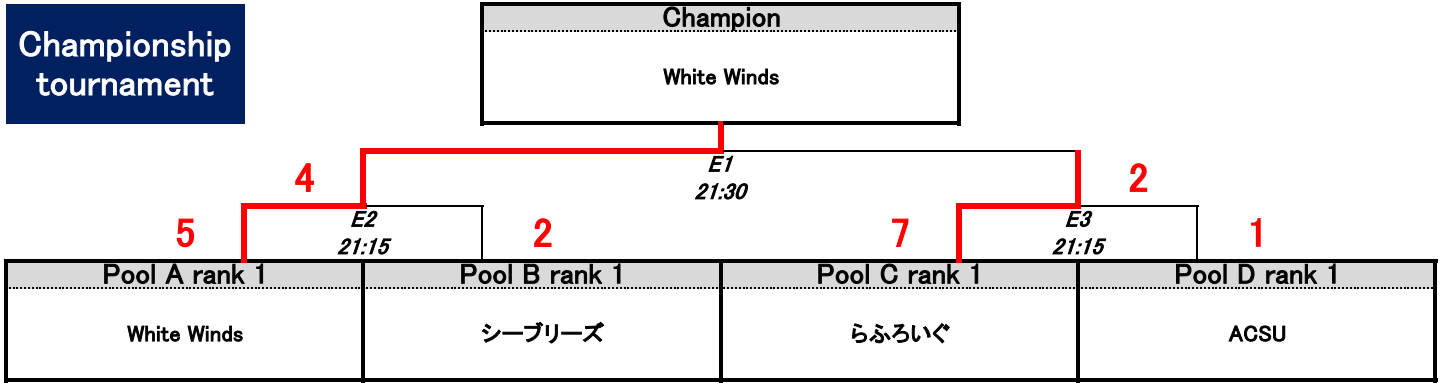 Championship
tournament
Champion
White Winds
E1
21:30
4
2
E2
21:15
E3
21:15
5
2
7
1
Pool A rank 1
Pool B rank 1
Pool C rank 1
Pool D rank 1
White Winds
シーブリーズ
らふろいぐ
ACSU